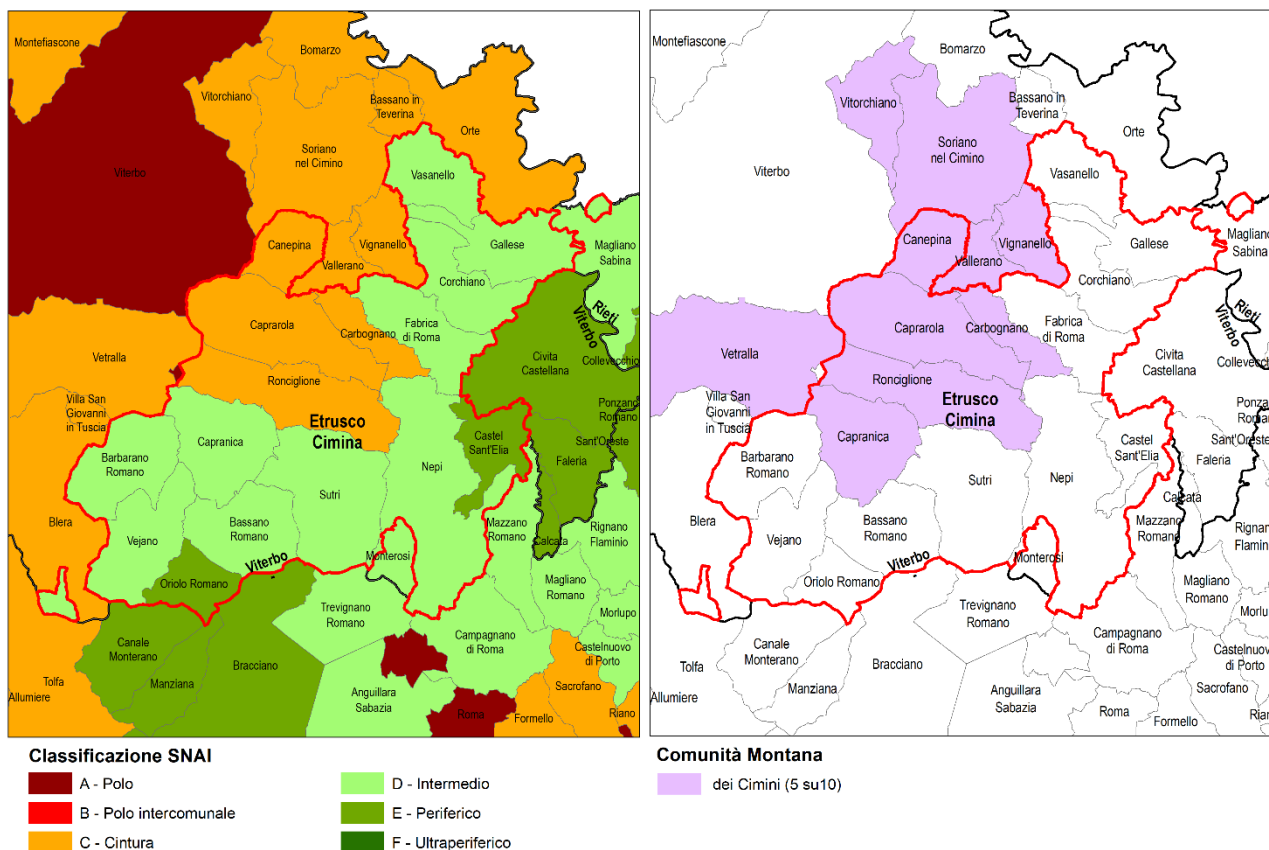 Montefiascone
Bomarzo
Vitorchiano
Bassano in
Teverina
Orte
Soriano
nel Cimino
Viterbo
Vasanello
Canepina
Vignanello
Vallerano
Gallese
Magliano
Sabina
Corchiano
Caprarola
Carbognano
Fabrica
di Roma
Rieti
Viterbo
Collevecchio
Civita
Castellana
Vetralla
Ronciglione
Villa San
Giovanni
in Tuscia
Etrusco
Cimina
Ponzano
Romano
Castel
Sant'Elia
Sant'Oreste
Faleria
Capranica
Barbarano
Romano
Nepi
Sutri
Blera
Vejano
Bassano
Romano
Mazzano
Romano
Rignano
Flaminio
Calcata
Monterosi
Viterbo
Oriolo Romano
Magliano
Romano
Morlupo
Trevignano
Romano
Canale
Monterano
Bracciano
Campagnano
di Roma
Castelnuovo
di Porto
Tolfa
Manziana
Allumiere
Anguillara
Sabazia
Sacrofano
Roma
Formello
Riano
Classificazione SNAI
A - Polo
B - Polo intercomunale
C - Cintura
D - Intermedio
E - Periferico
F - Ultraperiferico
Montefiascone
Bomarzo
Vitorchiano
Bassano in
Teverina
Orte
Soriano
nel Cimino
Viterbo
Vasanello
Canepina
Vignanello
Vallerano
Gallese
Magliano
Sabina
Corchiano
Caprarola
Carbognano
Fabrica
di Roma
Rieti
Viterbo
Collevecchio
Civita
Castellana
Vetralla
Ronciglione
Villa San
Giovanni
in Tuscia
Etrusco
Cimina
Romano
Castel
Sant'Elia
Sant'Oreste
Faleria
Capranica
Barbarano
Romano
Nepi
Sutri
Blera
Vejano
Bassano
Romano
Calcata
Mazzano
Romano
Rignano
Flaminio
Viterbo
Monterosi
Oriolo Romano
Magliano
Romano
Trevignano
Romano
Canale
Monterano
Bracciano
Campagnano
di Roma
Castelnuovo
di Porto
Tolfa
Manziana
Allumiere
Anguillara
Sabazia
Sacrofano
Roma
Formello
Riano
Comunità Montana
dei Cimini (5 su10)